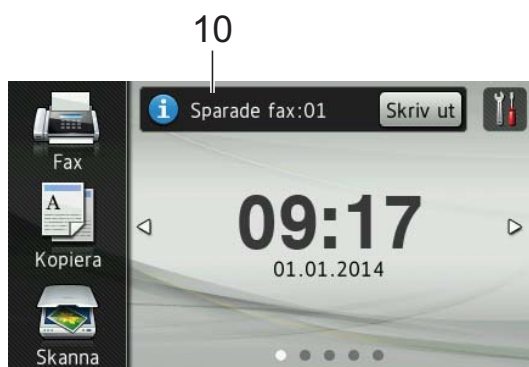 10
Sparade fax:01 Skriv ut
Fax
A
Kopiera
09:17
01.01.2014
Skanna